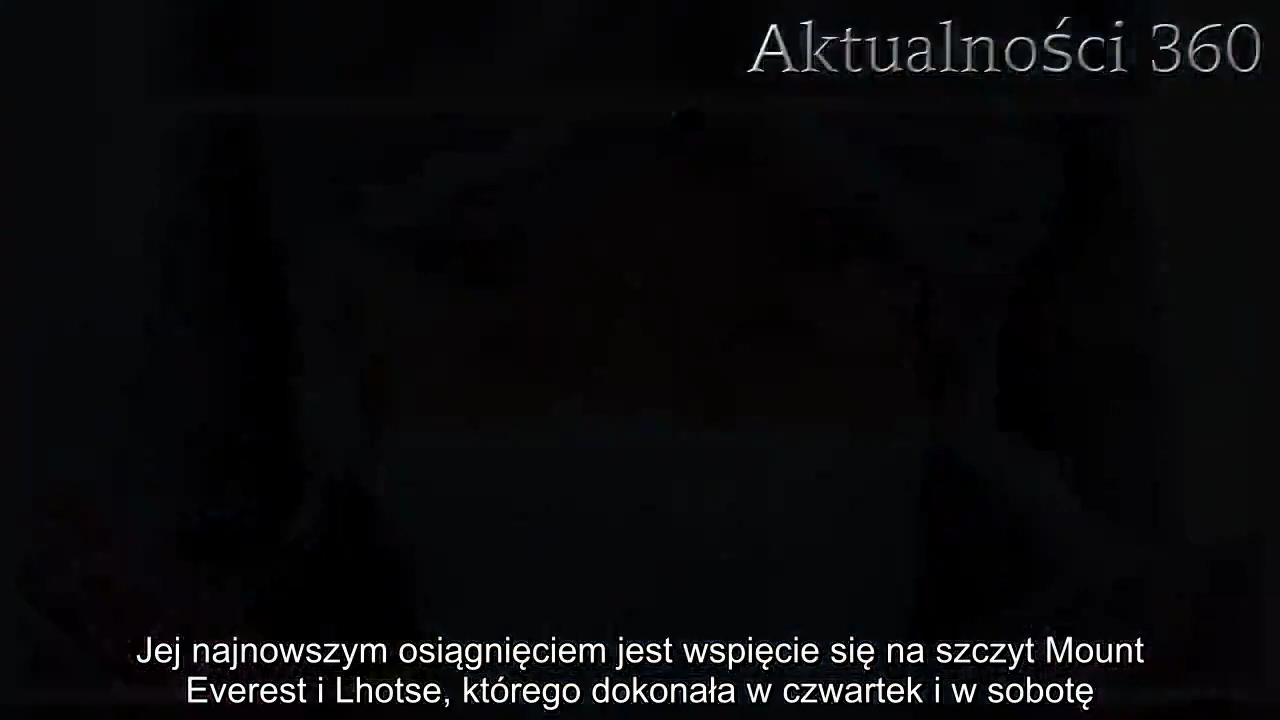 Aktualności 360
Jej najnowszym osiągnięciem jest wspięcie się na szczyt Mount
Everest i Lhotse, którego dokonała w czwartek i w sobotę